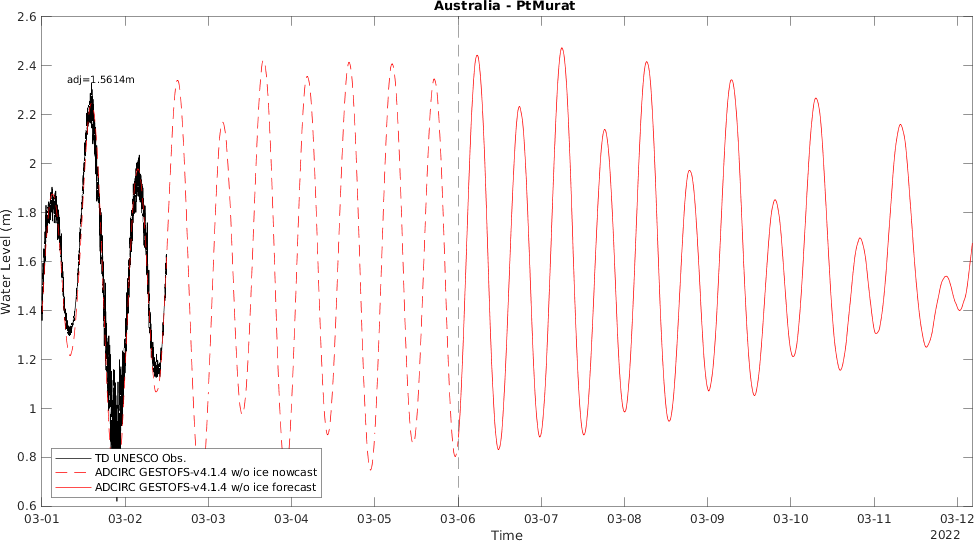 Australia - PtMurat
2.6
2.4
2.2
2
1.8
1.6
1.4
1.2
1
0.8
0.6
Water Level (m)
adj=1.5614m
TD UNESCO Obs.
ADCIRC GESTOFS-v4.1.4 w/o ice nowcast
ADCIRC GESTOFS-v4.1.4 w/o ice forecast
03-01 03-02 03-03 03-04 03-05 03-06 03-07 03-08 03-09 03-10 03-11 03-12
Time 2022